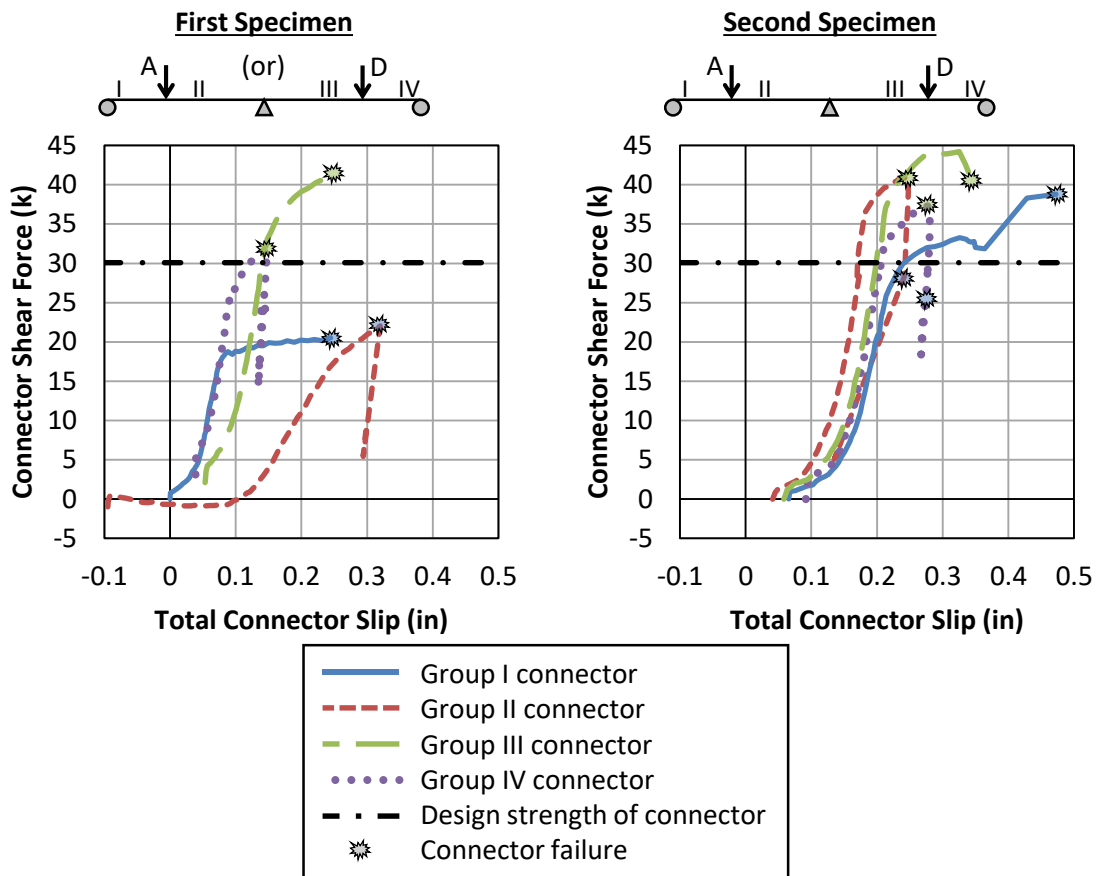 First Specimen
A
(or)
D
I
II
III
IV
45
40
35
30
25
20
15
10
5
0
-5
Connector Shear Force (k)
-0.1 0 0.1 0.2 0.3 0.4 0.5
Total Connector Slip (in)
Second Specimen
A
D
I
II
III
IV
45
40
35
30
25
20
15
10
5
0
-5
Connector Shear Force (k)
-0.1 0 0.1 0.2 0.3 0.4 0.5
Total Connector Slip (in)
Group I connector
Group II connector
Group III connector
Group IV connector
Design strength of connector
Connector failure